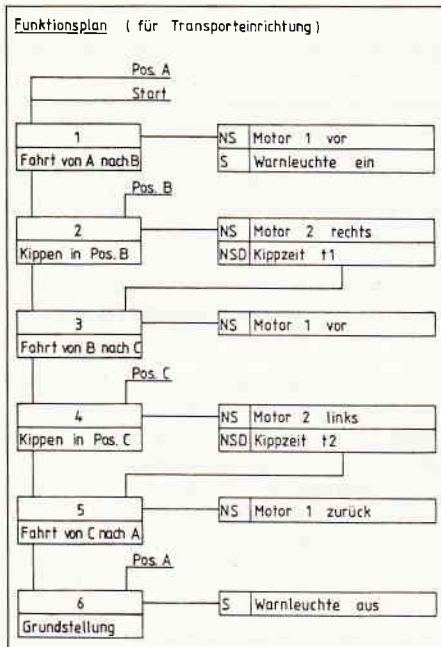 Funktionsplan ( für Transporteinrichtung )
Pos. A
Start
1
Fahrt von A nach B
NS Motor 1 vor
S Warnleuchte ein
Pos. B
2
Kippen in Pos. B
NS Motor 2 rechts
NSD Kippzeit t1
3
Fahrt von B nach C
NS Motor 1 vor
Pos. C
4
Kippen in Pos. C
NS Motor 2 links
NSD Kippzeit t2
5
Fahrt von C nach A
NS Motor 1 zurück
Pos. A
6
Grundstellung
S Warnleuchte aus